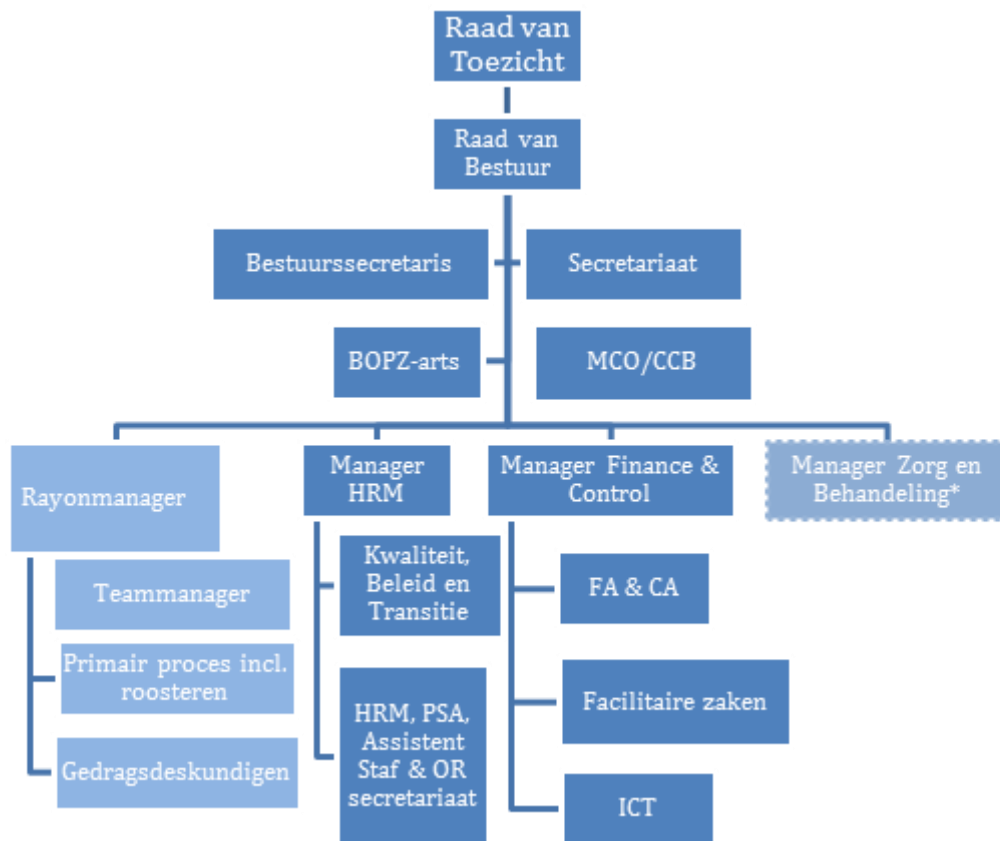 Raad van
Toezicht
Raad van
Bestuur
Bestuurssecretaris
Secretariaat
BOPZ-arts
MCO/CCB
Rayonmanager
Manager
HRM
Manager Finance &
Control
Manager Zorg en
Behandeling*
Teammanager
Primair proces incl.
roosteren
Gedragsdeskundigen
Kwaliteit,
Beleid en
Transitie
HRM, PSA,
Assistent
Staf & OR
secretariaat
FA & CA
Facilitaire zaken
ICT